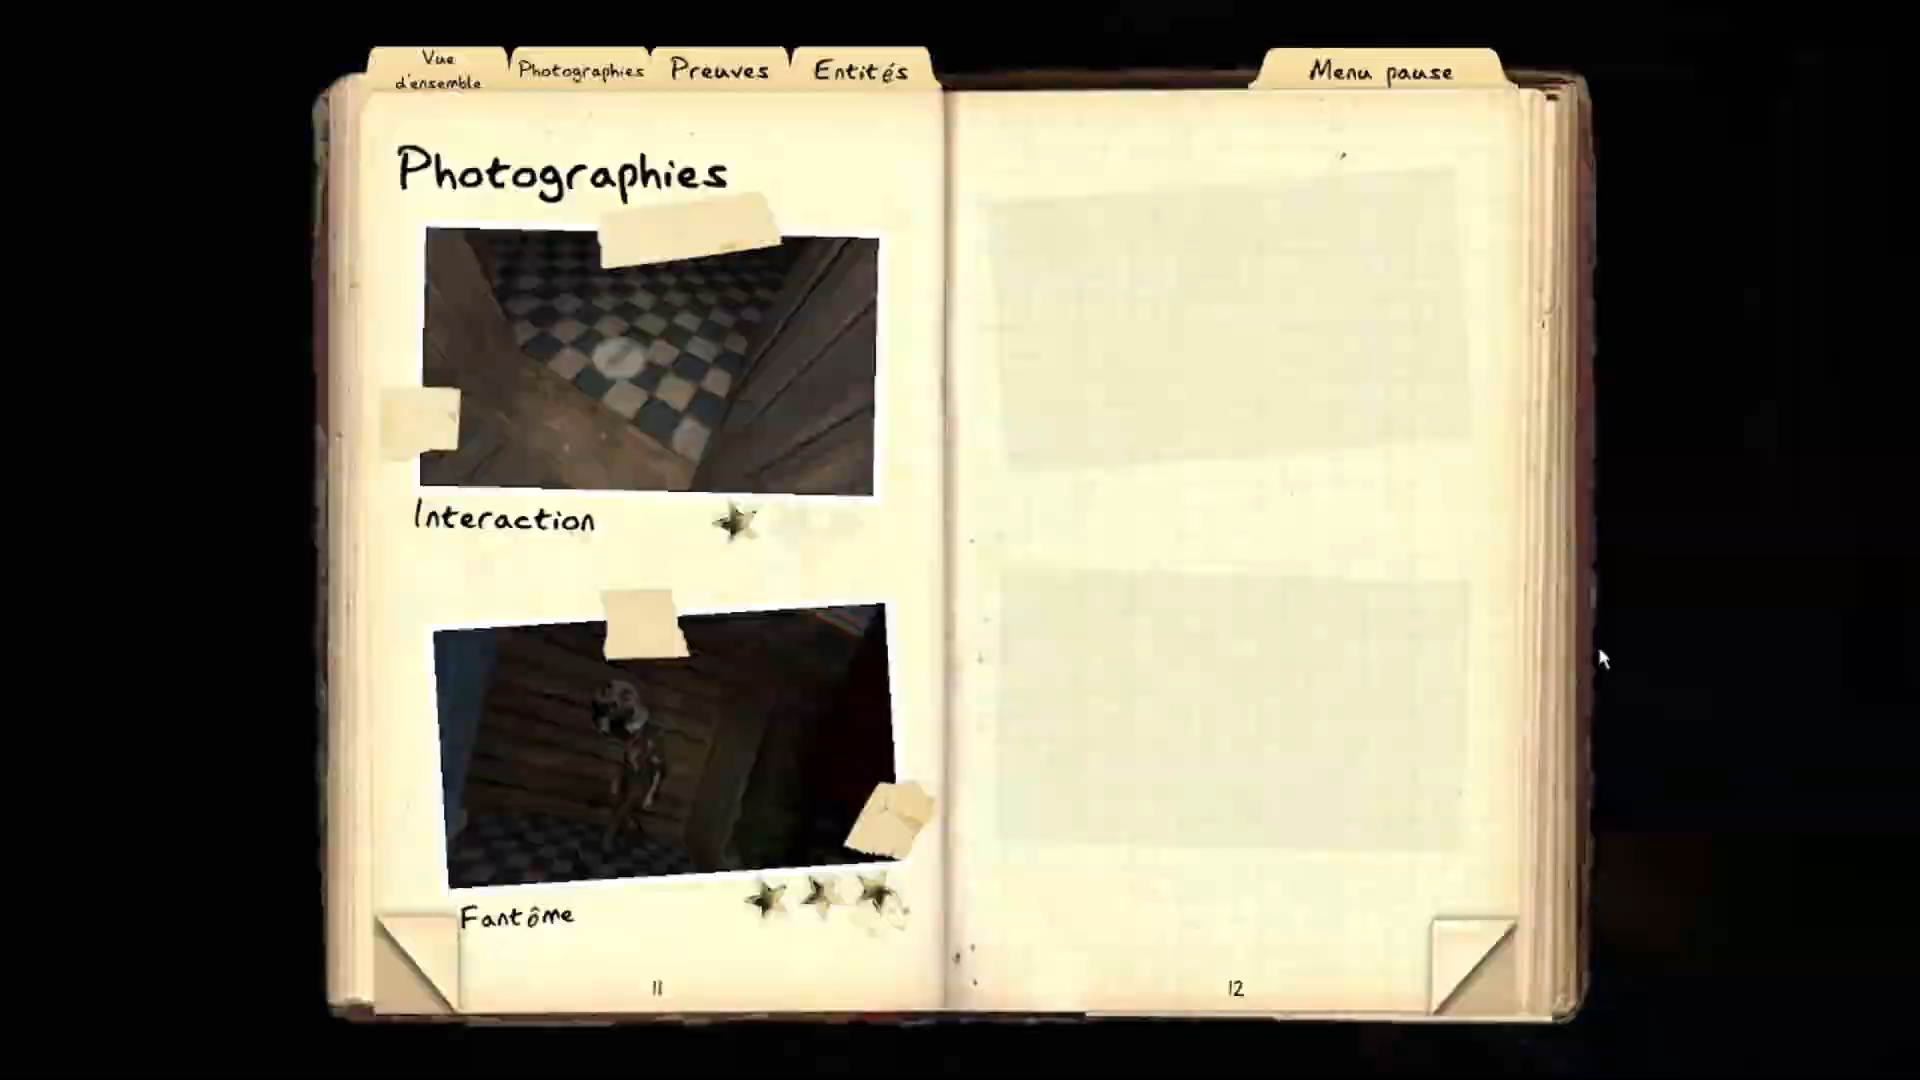 Vue
d'ensemble
Photographies
Preuves
Entités
Menu pause
Photographies
Interaction
Fantôme
11
12